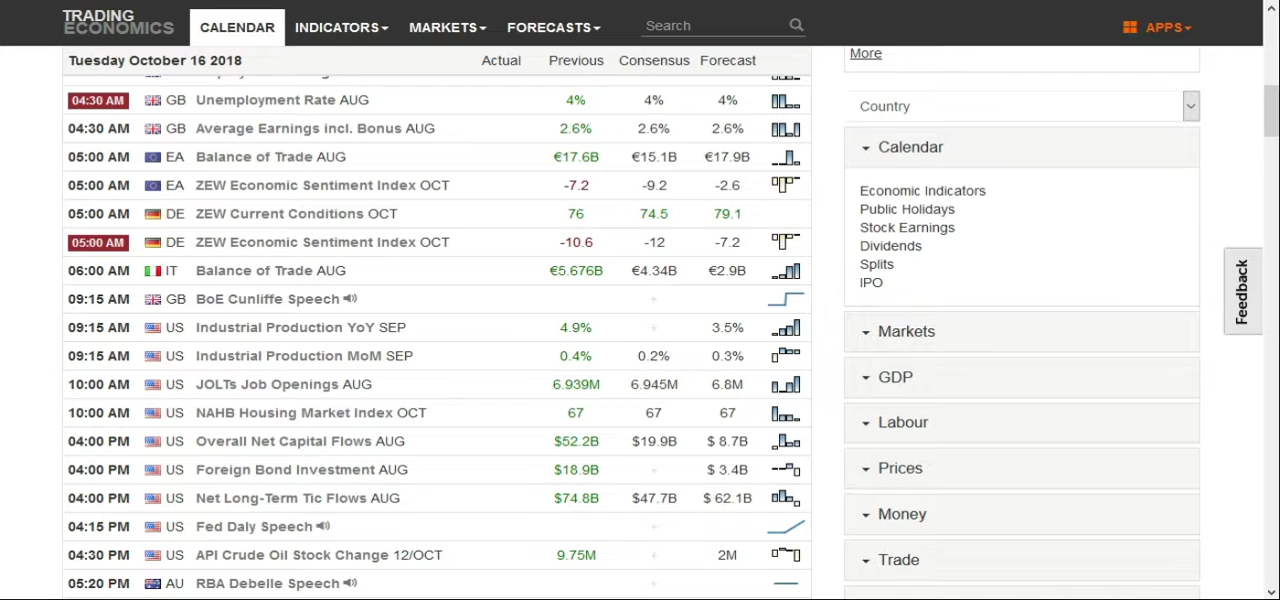 TRADING
ECONOMICS
CALENDAR INDICATORS MARKETS FORECASTS Search APPS
Tuesday October 16 2018 Actual Previous Consensus Forecast
04:30 AM GB Unemployment Rate AUG 4% 4% 4%
04:30 AM GB Average Earnings incl. Bonus AUG 2.6% 2.6% 2.6%
05:00 AM EA Balance of Trade AUG €17.6B €15.1B €17.9B
05:00 AM EA ZEW Economic Sentiment Index OCT -7.2 -9.2 -2.6
05:00 AM DE ZEW Current Conditions OCT 76 74.5 79.1
05:00 AM DE ZEW Economic Sentiment Index OCT -10.6 -12 -7.2
06:00 AM IT Balance of Trade AUG €5.676B €4.34B €2.9B
09:15 AM GB BoE Cunliffe Speech
09:15 AM US Industrial Production YoY SEP 4.9% 3.5%
09:15 AM US Industrial Production MoM SEP 0.4% 0.2% 0.3%
10:00 AM US JOLTs Job Openings AUG 6.939M 6.945M 6.8M
10:00 AM US NAHB Housing Market Index OCT 67 67 67
04:00 PM US Overall Net Capital Flows AUG $52.2B $19.9B $ 8.7B
04:00 PM US Foreign Bond Investment AUG $18.9B $ 3.4B
04:00 PM US Net Long-Term Tic Flows AUG $74.8B $47.7B $ 62.1B
04:15 PM US Fed Daly Speech
04:30 PM US API Crude Oil Stock Change 12/OCT 9.75M 2M
05:20 PM AU RBA Debelle Speech
More
Country
Calendar
Economic Indicators
Public Holidays
Stock Earnings
Dividends
Splits
IPO
Markets
GDP
Labour
Prices
Money
Trade
Feedback